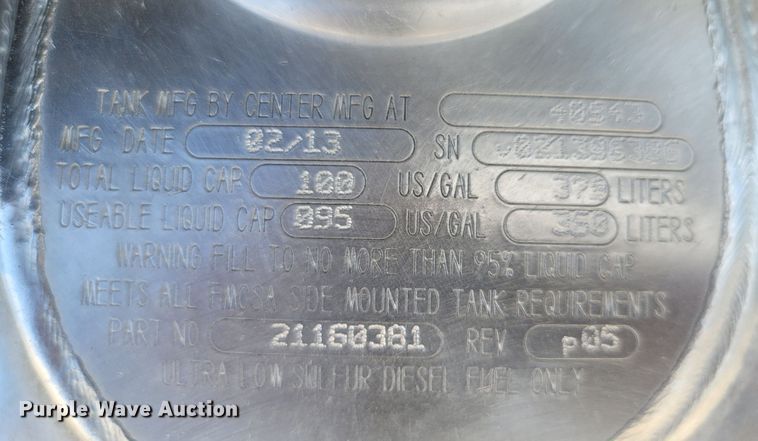 TANK MFG BY CENTER MFG AT
MFG DATE 02/13 SN
TOTAL LIQUID CAP 100 US/GAL LITERS
USEABLE LIQUID CAP 095 US/GAL 360 LITERS
WARNING FILL TO NO MORE THAN 95% LIQUID CAP
MEETS ALL FMCSA SIDE MOUNTED TANK REQUIREMENTS
PART NO 21160381 REV p05
ULTRA LOW SULFUR DIESEL FUEL ONLY
Purple Wave Auction